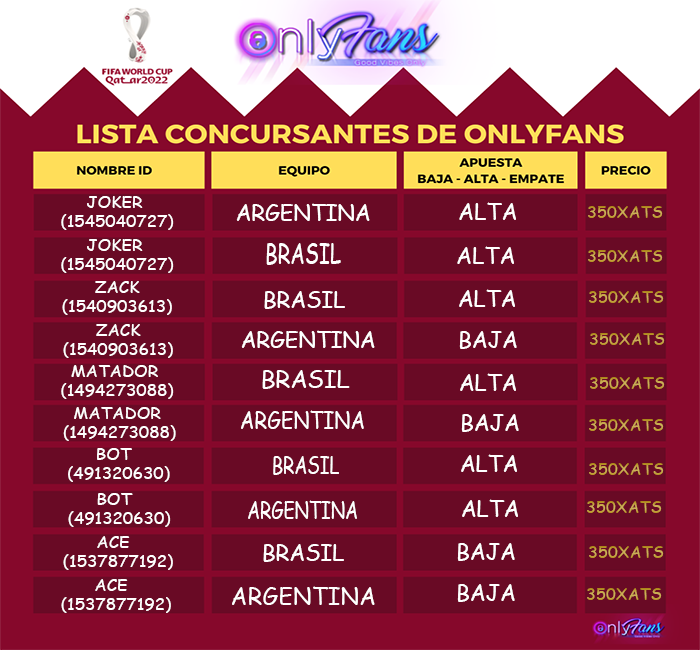 FIFA WORLD CUP
Qatar2022
OnlyFans
Good Vibes Only
LISTA CONCURSANTES DE ONLYFANS
NOMBRE ID
EQUIPO
APUESTA
BAJA - ALTA - EMPATE
PRECIO
JOKER
(1545040727)
ARGENTINA
ALTA
350XATS
JOKER
(1545040727)
BRASIL
ALTA
350XATS
ZACK
(1540903613)
BRASIL
ALTA
350XATS
ZACK
(1540903613)
ARGENTINA
BAJA
350XATS
MATADOR
(1494273088)
BRASIL
ALTA
350XATS
MATADOR
(1494273088)
ARGENTINA
BAJA
350XATS
BOT
(491320630)
BRASIL
ALTA
350XATS
BOT
(491320630)
ARGENTINA
ALTA
350XATS
ACE
(1537877192)
BRASIL
BAJA
350XATS
ACE
(1537877192)
ARGENTINA
BAJA
350XATS
OnlyFans